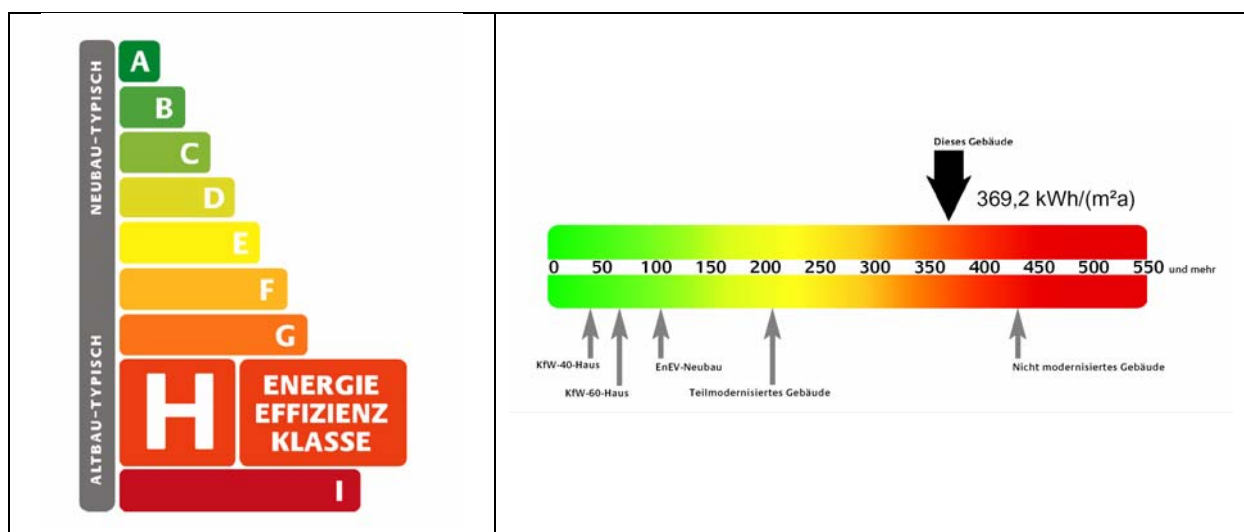 NEUBAU-TYPISCH
ALTBAU-TYPISCH
A
B
C
D
E
F
G
H
ENERGIE
EFFIZIENZ
KLASSE
I
Dieses Gebäude
369,2 kWh/(m²a)
0 50 100 150 200 250 300 350 400 450 500 550 und mehr
KfW-40-Haus
KfW-60-Haus
EnEV-Neubau
Teilmodernisiertes Gebäude
Nicht modernisiertes Gebäude